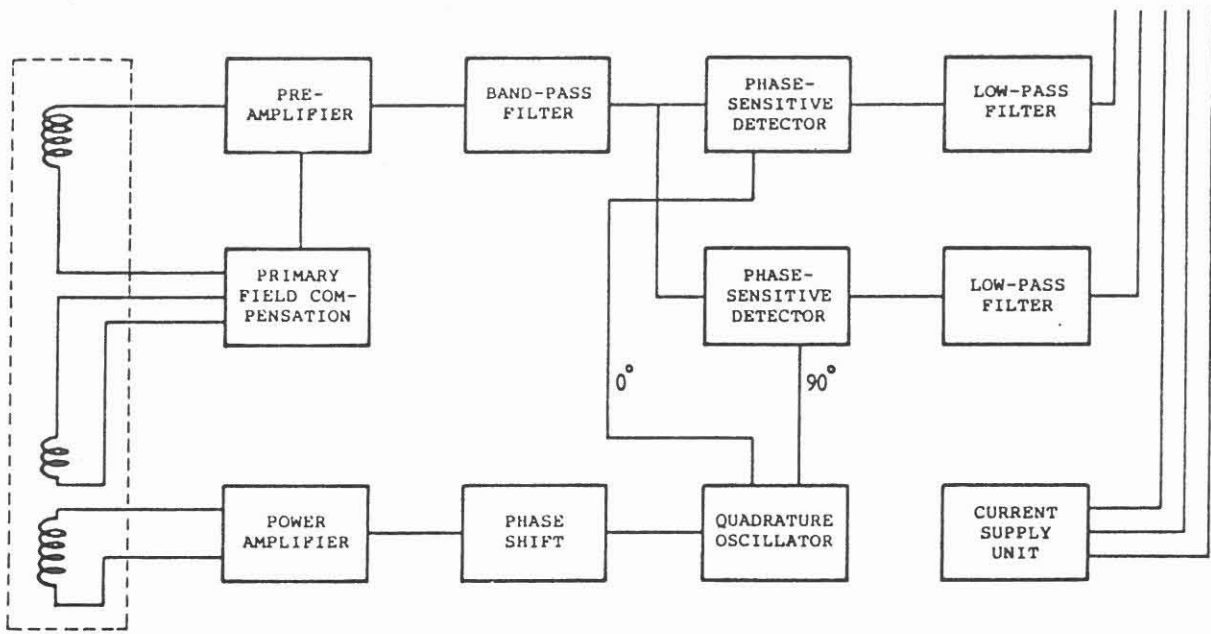 PRE-
AMPLIFIER
BAND-PASS
FILTER
PHASE-
SENSITIVE
DETECTOR
LOW-PASS
FILTER
PRIMARY
FIELD COM-
PENSATION
PHASE-
SENSITIVE
DETECTOR
LOW-PASS
FILTER
0°
90°
POWER
AMPLIFIER
PHASE
SHIFT
QUADRATURE
OSCILLATOR
CURRENT
SUPPLY
UNIT